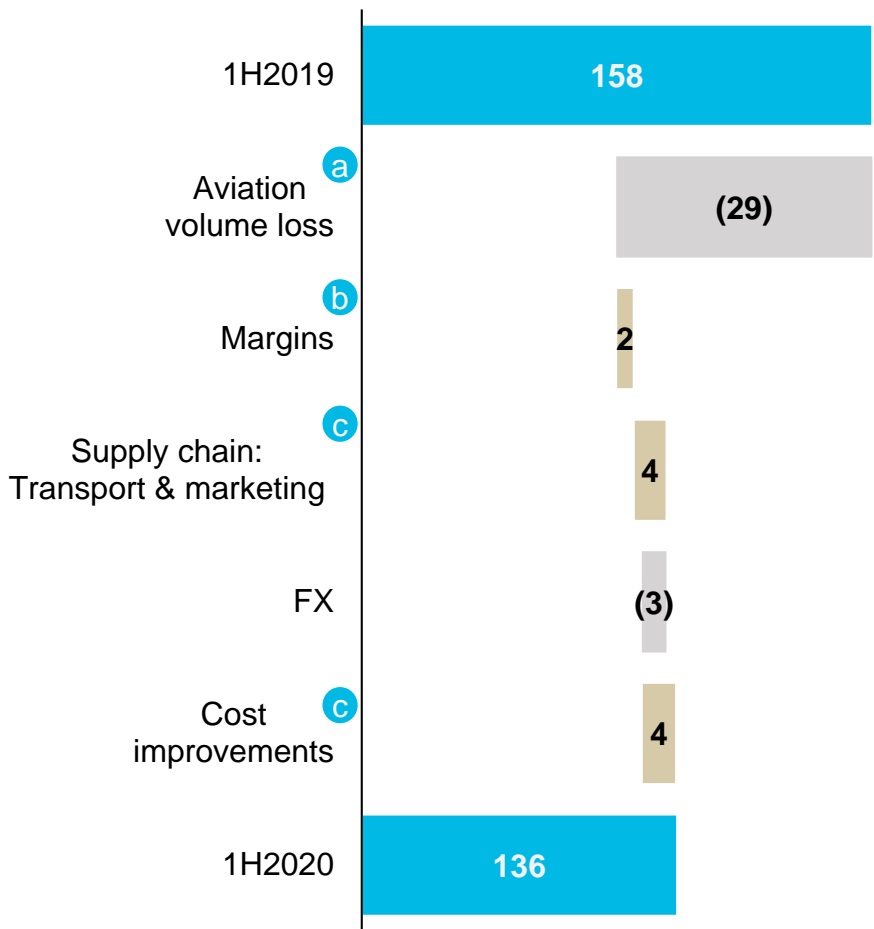 1H2019
158
a
Aviation
volume loss
(29)
b
Margins
2
c
Supply chain:
Transport & marketing
4
FX
(3)
c
Cost
improvements
4
1H2020
136